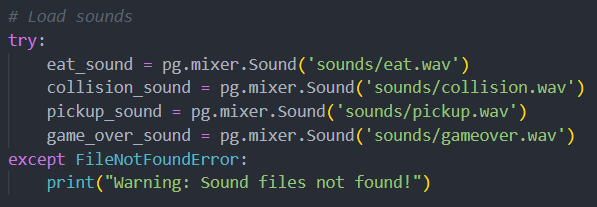 # Load sounds
try:
    eat_sound = pg.mixer.Sound('sounds/eat.wav')
    collision_sound = pg.mixer.Sound('sounds/collision.wav')
    pickup_sound = pg.mixer.Sound('sounds/pickup.wav')
    game_over_sound = pg.mixer.Sound('sounds/gameover.wav')
except FileNotFoundError:
    print("Warning: Sound files not found!")